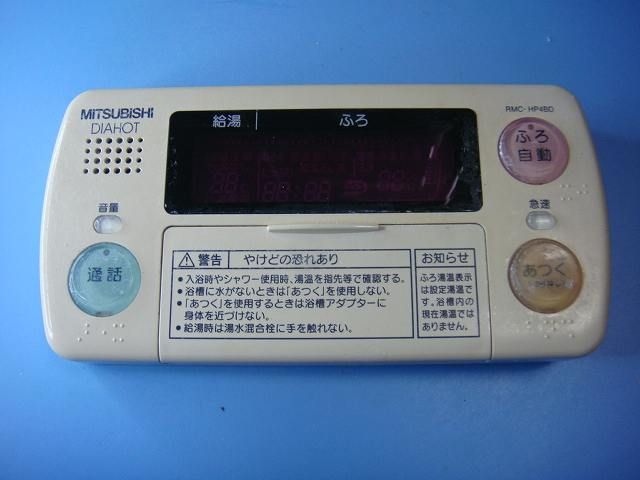 MITSUBISHI
DIAHOT
給湯
ふろ
RMC-HP4BD
ふろ
自動
音量
通話
急速
あつく
警告
やけどの恐れあり
●入浴時やシャワー使用時、湯温を指先等で確認する。
●浴槽に水がないときは「あつく」を使用しない。
●「あつく」を使用するときは浴槽アダプターに
身体を近づけない。
●給湯時は湯水混合栓に手を触れない。
お知らせ
ふろ湯温表示
は設定湯温で
す。浴槽内の
現在湯温では
ありません。